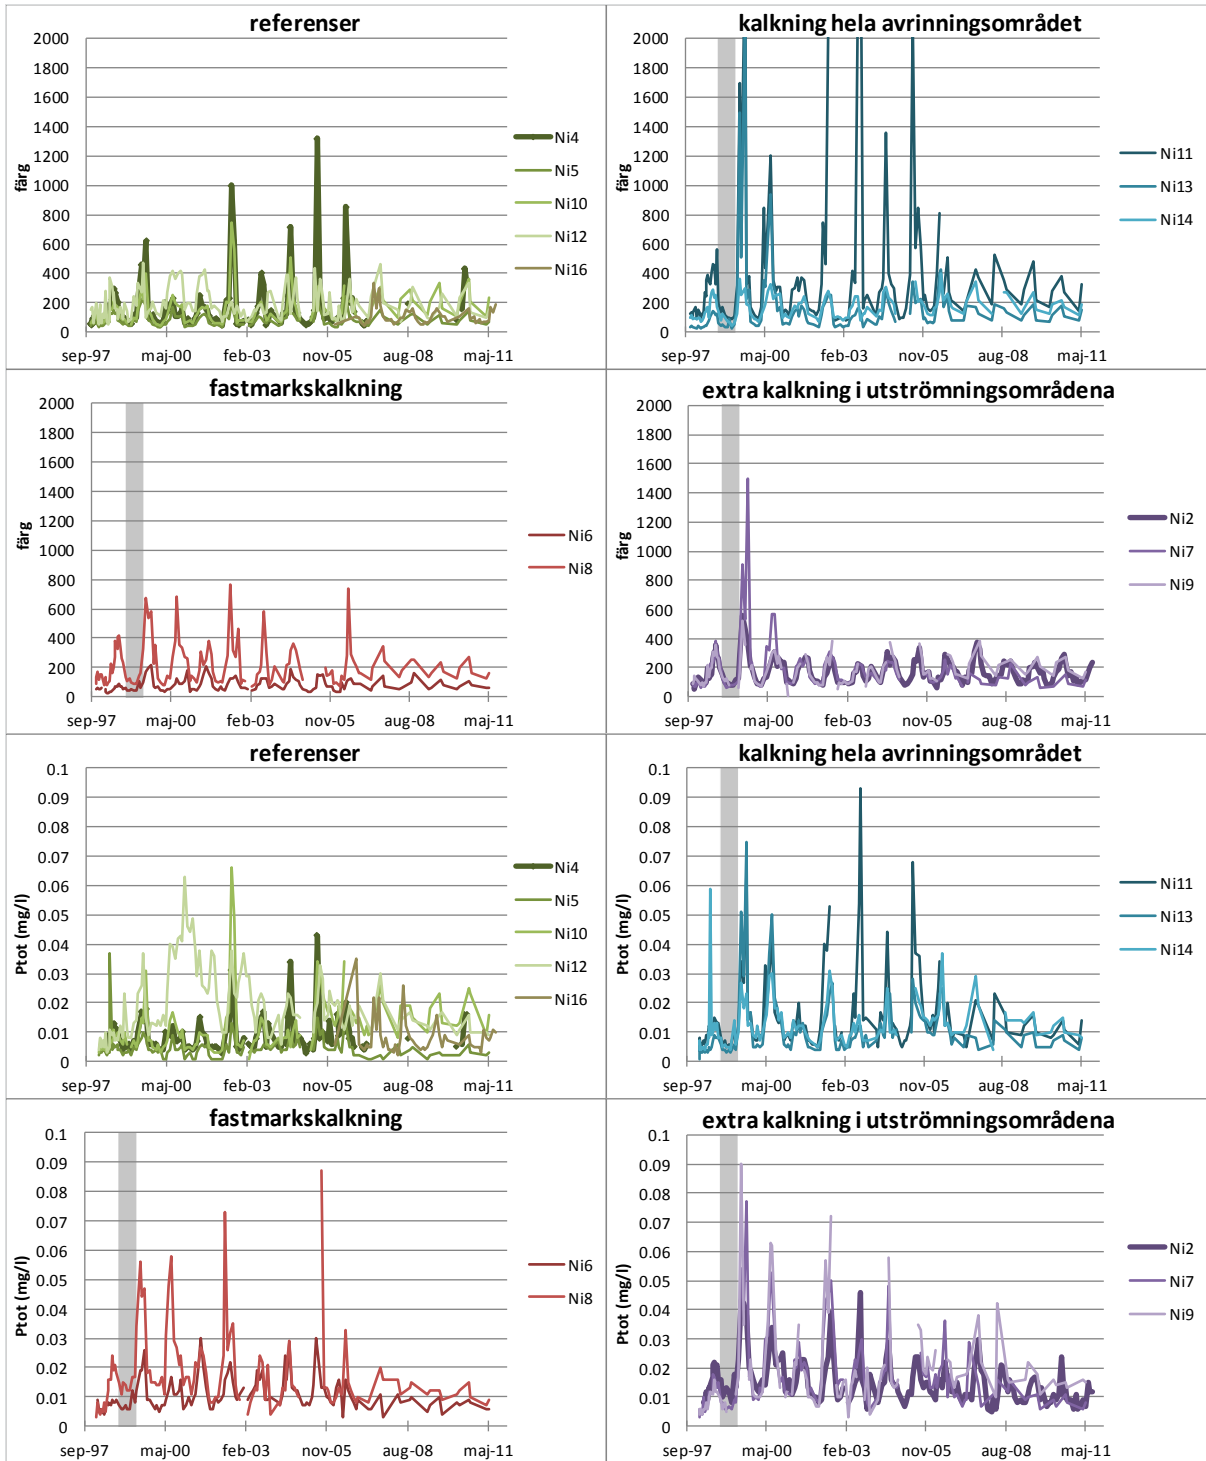 referenser
2000
1800
1600
1400
1200
1000
800
600
400
200
0
färg
sep-97 maj-00 feb-03 nov-05 aug-08 maj-11
Ni4
Ni5
Ni10
Ni12
Ni16
kalkning hela avrinningsområdet
2000
1800
1600
1400
1200
1000
800
600
400
200
0
färg
sep-97 maj-00 feb-03 nov-05 aug-08 maj-11
Ni11
Ni13
Ni14
fastmarkskalkning
2000
1800
1600
1400
1200
1000
800
600
400
200
0
färg
sep-97 maj-00 feb-03 nov-05 aug-08 maj-11
Ni6
Ni8
extra kalkning i utströmningsområdena
2000
1800
1600
1400
1200
1000
800
600
400
200
0
färg
sep-97 maj-00 feb-03 nov-05 aug-08 maj-11
Ni2
Ni7
Ni9
referenser
0.1
0.09
0.08
0.07
0.06
0.05
0.04
0.03
0.02
0.01
0
Ptot (mg/l)
sep-97 maj-00 feb-03 nov-05 aug-08 maj-11
Ni4
Ni5
Ni10
Ni12
Ni16
kalkning hela avrinningsområdet
0.1
0.09
0.08
0.07
0.06
0.05
0.04
0.03
0.02
0.01
0
Ptot (mg/l)
sep-97 maj-00 feb-03 nov-05 aug-08 maj-11
Ni11
Ni13
Ni14
fastmarkskalkning
0.1
0.09
0.08
0.07
0.06
0.05
0.04
0.03
0.02
0.01
0
Ptot (mg/l)
sep-97 maj-00 feb-03 nov-05 aug-08 maj-11
Ni6
Ni8
extra kalkning i utströmningsområdena
0.1
0.09
0.08
0.07
0.06
0.05
0.04
0.03
0.02
0.01
0
Ptot (mg/l)
sep-97 maj-00 feb-03 nov-05 aug-08 maj-11
Ni2
Ni7
Ni9